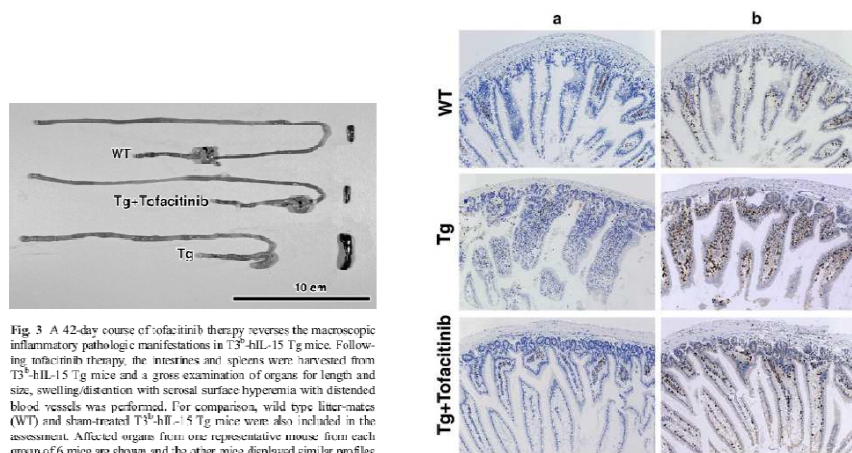 WT
Tg+Tofacitinib
Tg
10 cm
Fig. 3 A 42-day course of tofacitinib therapy reverses the macroscopic
inflammatory pathologic manifestations in T3ᵇ-hIL-15 Tg mice. Follow-
ing tofacitinib therapy, the intestines and spleens were harvested from
T3ᵇ-hIL-15 Tg mice and a gross examination of organs for length and
size, swelling/distention with serosal surface hyperemia with distended
blood vessels was performed. For comparison, wild type litter-mates
(WT) and sham-treated T3ᵇ-hIL-15 Tg mice were also included in the
assessment. Affected organs from one representative mouse from each
group of 6 mice are shown and the other mice displayed similar profiles
a
b
WT
Tg
Tg+Tofacitinib